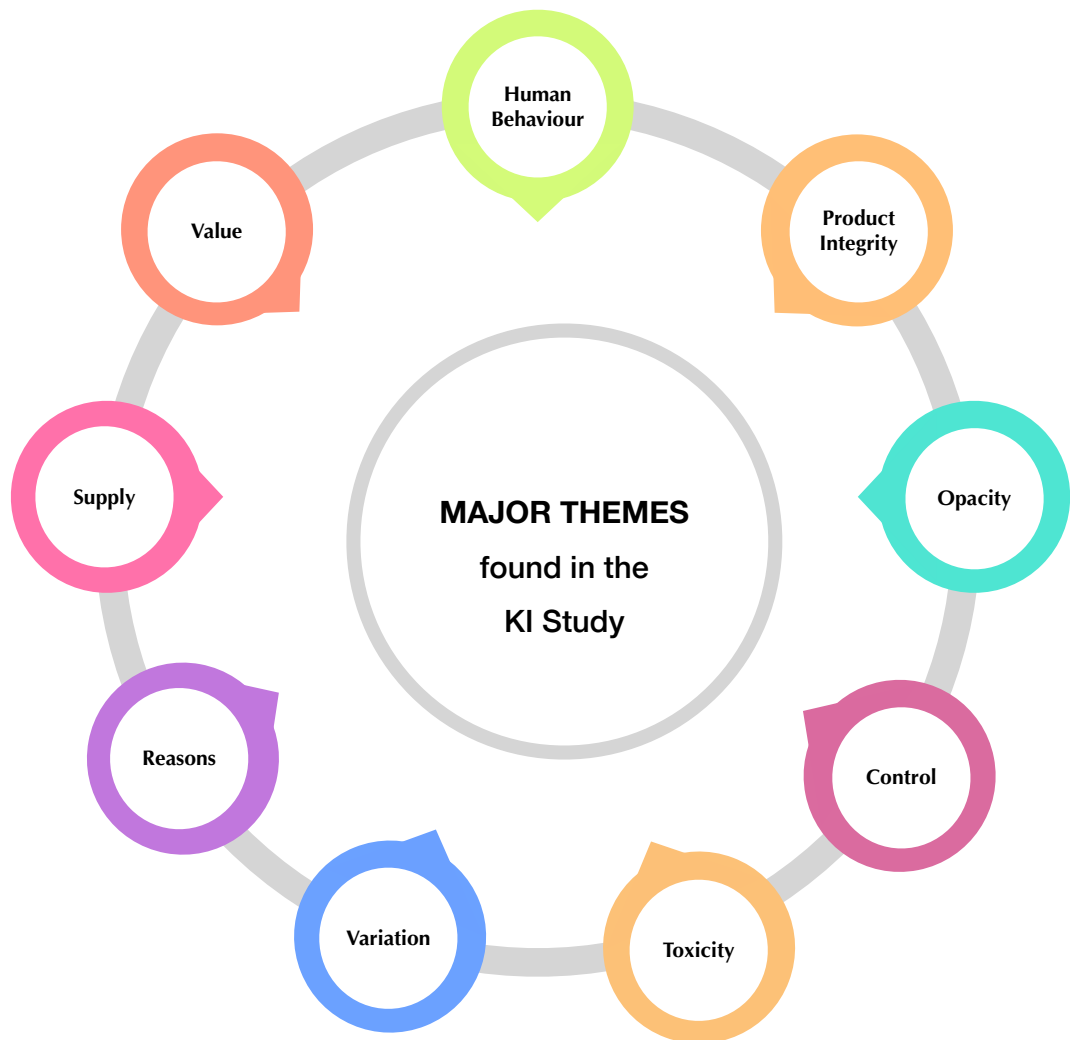 Human
Behaviour
Product
Integrity
Value
Opacity
Supply
MAJOR THEMES
found in the
KI Study
Control
Reasons
Toxicity
Variation